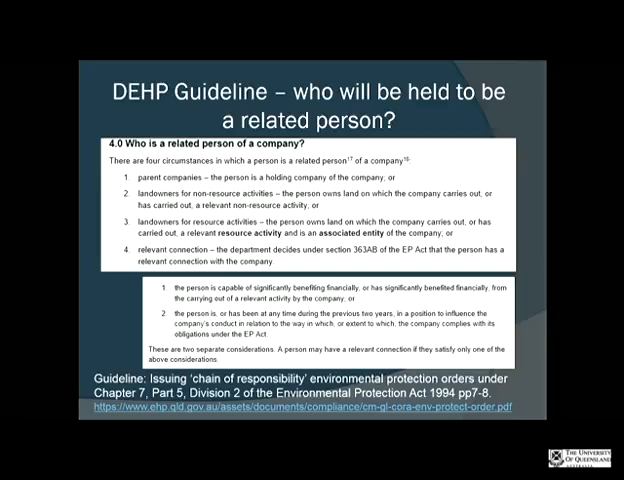 DEHP Guideline – who will be held to be
a related person?
4.0 Who is a related person of a company?
There are four circumstances in which a person is a related person17 of a company18:
1. parent companies – the person is a holding company of the company; or
2. landowners for non-resource activities – the person owns land on which the company carries out, or
has carried out, a relevant non-resource activity; or
3. landowners for resource activities – the person owns land on which the company carries out, or has
carried out, a relevant resource activity and is an associated entity of the company; or
4. relevant connection – the department decides under section 363AB of the EP Act that the person has a
relevant connection with the company.
1. the person is capable of significantly benefiting financially, or has significantly benefited financially, from
the carrying out of a relevant activity by the company; or
2. the person is, or has been at any time during the previous two years, in a position to influence the
company's conduct in relation to the way in which, or extent to which, the company complies with its
obligations under the EP Act.
These are two separate considerations. A person may have a relevant connection if they satisfy only one of the
above considerations.
Guideline: Issuing 'chain of responsibility' environmental protection orders under
Chapter 7, Part 5, Division 2 of the Environmental Protection Act 1994 pp7-8.
https://www.ehp.qld.gov.au/assets/documents/compliance/cm-gl-cora-env-protect-order.pdf
THE UNIVERSITY
OF QUEENSLAND
AUSTRALIA